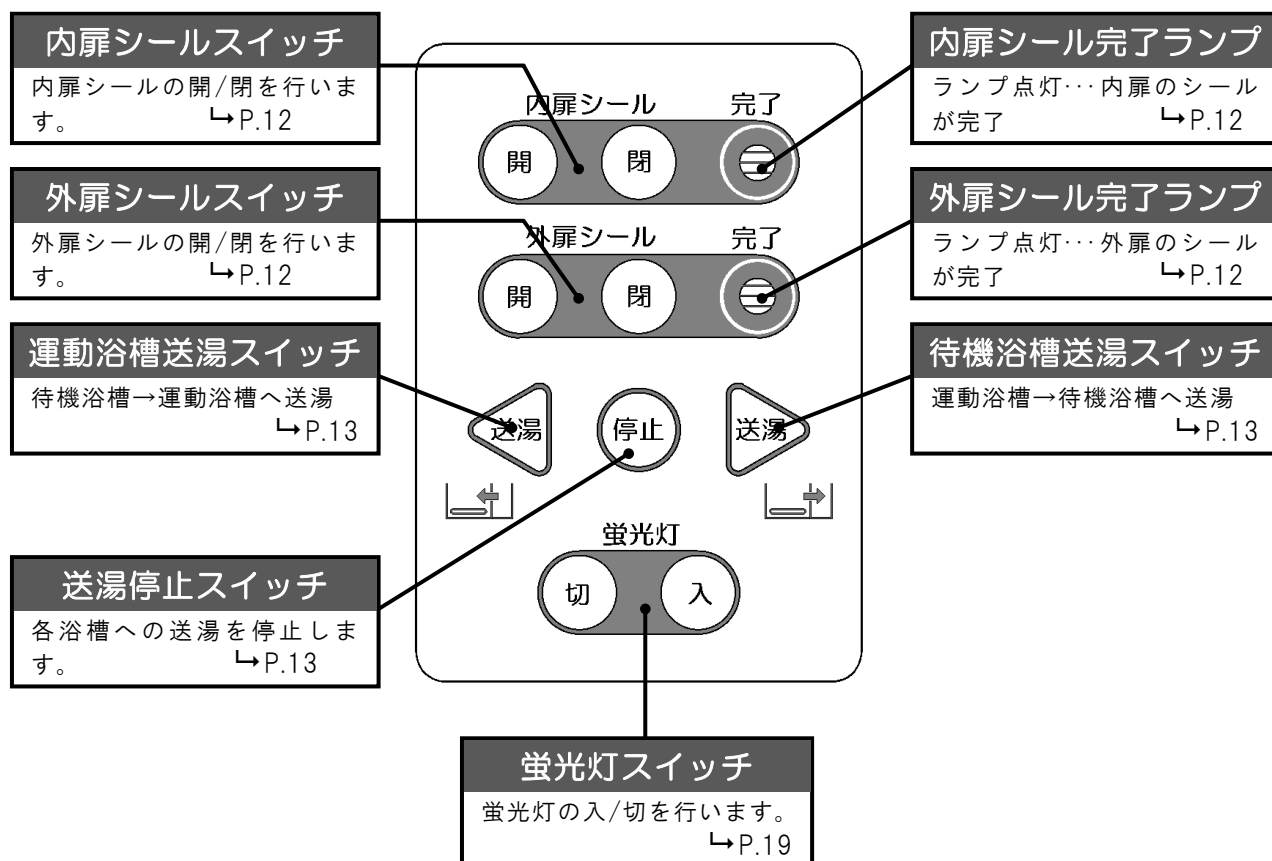 内扉シールスイッチ
内扉シールの開/閉を行いま
す。 ↳P.12
外扉シールスイッチ
外扉シールの開/閉を行いま
す。 ↳P.12
運動浴槽送湯スイッチ
待機浴槽→運動浴槽へ送湯
↳P.13
送湯停止スイッチ
各浴槽への送湯を停止しま
す。 ↳P.13
内扉シール 完了
開 閉
外扉シール 完了
開 閉
送湯 停止 送湯
蛍光灯
切 入
内扉シール完了ランプ
ランプ点灯…内扉のシール
が完了 ↳P.12
外扉シール完了ランプ
ランプ点灯…外扉のシール
が完了 ↳P.12
待機浴槽送湯スイッチ
運動浴槽→待機浴槽へ送湯
↳P.13
蛍光灯スイッチ
蛍光灯の入/切を行います。
↳P.19